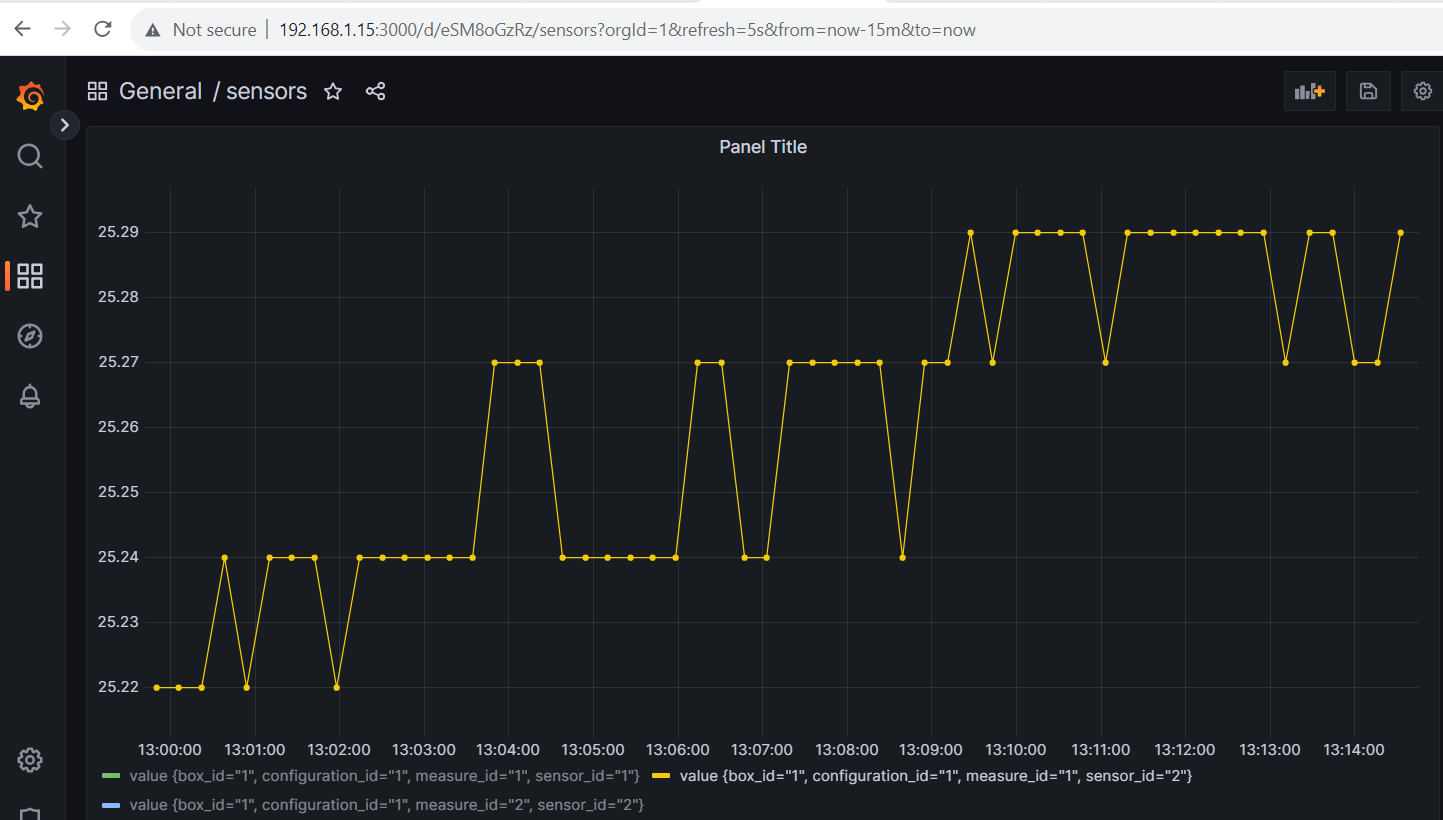 Not secure | 192.168.1.15:3000/d/eSM8oGzRz/sensors?orgId=1&refresh=5s&from=now-15m&to=now
General / sensors
Panel Title
25.29
25.28
25.27
25.26
25.25
25.24
25.23
25.22
13:00:00 13:01:00 13:02:00 13:03:00 13:04:00 13:05:00 13:06:00 13:07:00 13:08:00 13:09:00 13:10:00 13:11:00 13:12:00 13:13:00 13:14:00
value {box_id="1", configuration_id="1", measure_id="1", sensor_id="1"} value {box_id="1", configuration_id="1", measure_id="1", sensor_id="2"}
value {box_id="1", configuration_id="1", measure_id="2", sensor_id="2"}